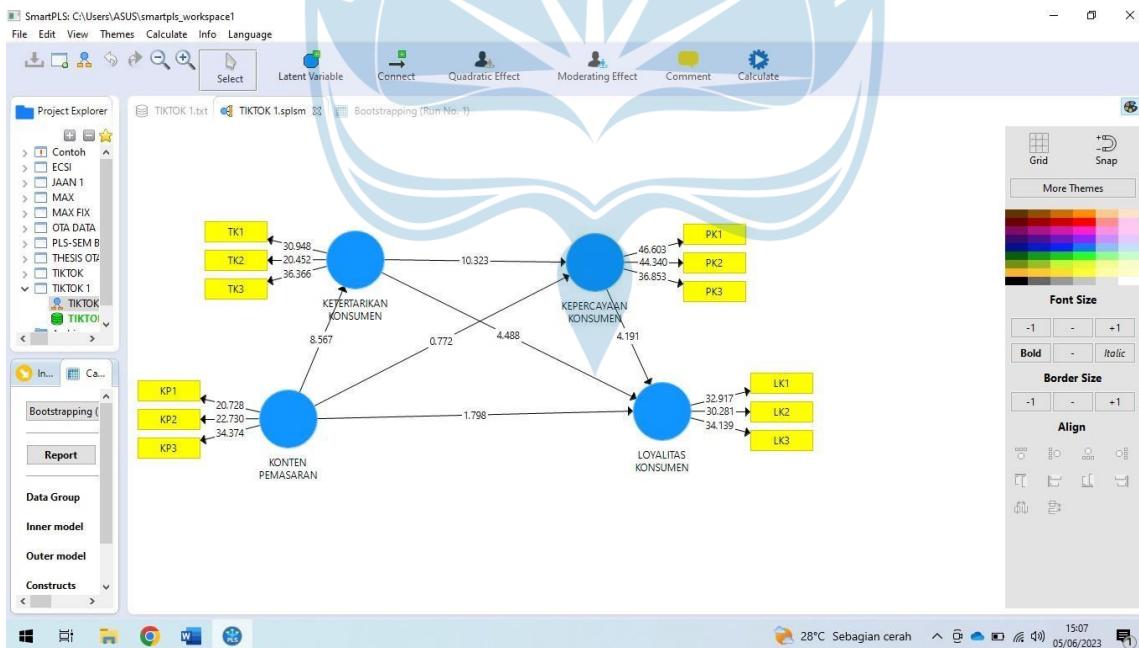 SmartPLS: C:\Users\ASUS\smartpls_workspace1
File Edit View Themes Calculate Info Language
Select
Latent Variable
Connect
Quadratic Effect
Moderating Effect
Comment
Calculate
Project Explorer
TIKTOK 1.txt
TIKTOK 1.splsm
Bootstrapping (Run No. 1)
Contoh
ECSI
JAAN 1
MAX
MAX FIX
OTA DATA
PLS-SEM B
THESIS OTA
TIKTOK
TIKTOK 1
TIKTOK
TIKTO
In...
Ca...
Bootstrapping (
Report
Data Group
Inner model
Outer model
Constructs
TK1
TK2
TK3
30.948
20.452
36.366
KETERTARIKAN
KONSUMEN
10.323
PK1
PK2
PK3
46.603
44.340
36.853
KEPERCAYAAN
KONSUMEN
8.567
0.772
4.488
4.191
KP1
KP2
KP3
20.728
22.730
34.374
KONTEN
PEMASARAN
1.798
LK1
LK2
LK3
32.917
30.281
34.139
LOYALITAS
KONSUMEN
Grid
Snap
More Themes
Font Size
-1 - +1
Bold - Italic
Border Size
-1 - +1
Align
28°C Sebagian cerah
15:07
05/06/2023